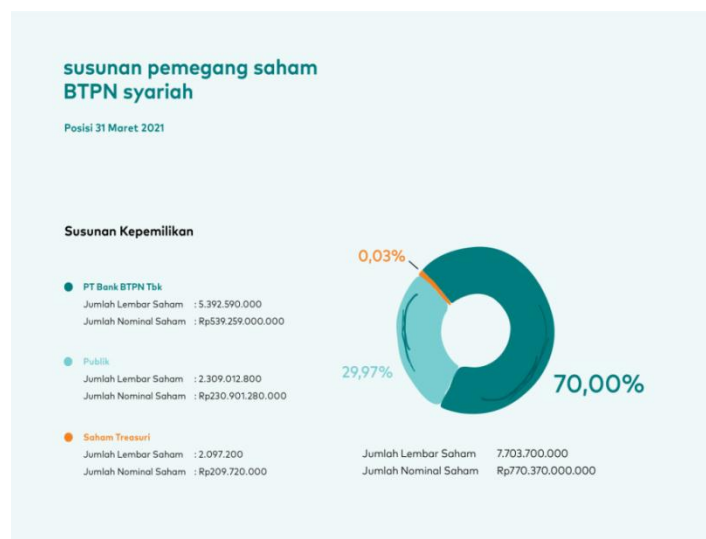 susunan pemegang saham
BTPN syariah
Posisi 31 Maret 2021
Susunan Kepemilikan
PT Bank BTPN Tbk
Jumlah Lembar Saham : 5.392.590.000
Jumlah Nominal Saham : Rp539.259.000.000
Publik
Jumlah Lembar Saham : 2.309.012.800
Jumlah Nominal Saham : Rp230.901.280.000
Saham Treasuri
Jumlah Lembar Saham : 2.097.200
Jumlah Nominal Saham : Rp209.720.000
0,03%
29,97%
70,00%
Jumlah Lembar Saham 7.703.700.000
Jumlah Nominal Saham Rp770.370.000.000